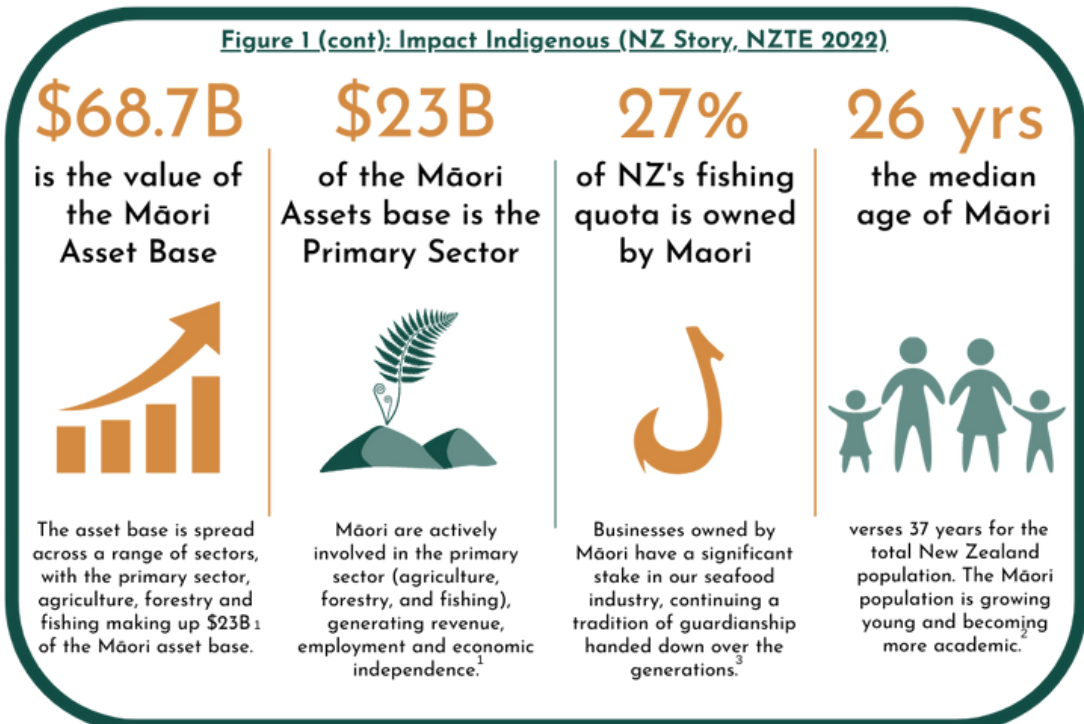 Figure 1 (cont): Impact Indigenous (NZ Story, NZTE 2022)
$68.7B
is the value of
the Māori
Asset Base
The asset base is spread
across a range of sectors,
with the primary sector,
agriculture, forestry and
fishing making up $23B 1
of the Māori asset base.
$23B
of the Māori
Assets base is the
Primary Sector
Māori are actively
involved in the primary
sector (agriculture,
forestry, and fishing),
generating revenue,
employment and economic
independence.1
27%
of NZ's fishing
quota is owned
by Maori
Businesses owned by
Māori have a significant
stake in our seafood
industry, continuing a
tradition of guardianship
handed down over the
generations.3
26 yrs
the median
age of Māori
verses 37 years for the
total New Zealand
population. The Māori
population is growing
young and becoming
more academic.2